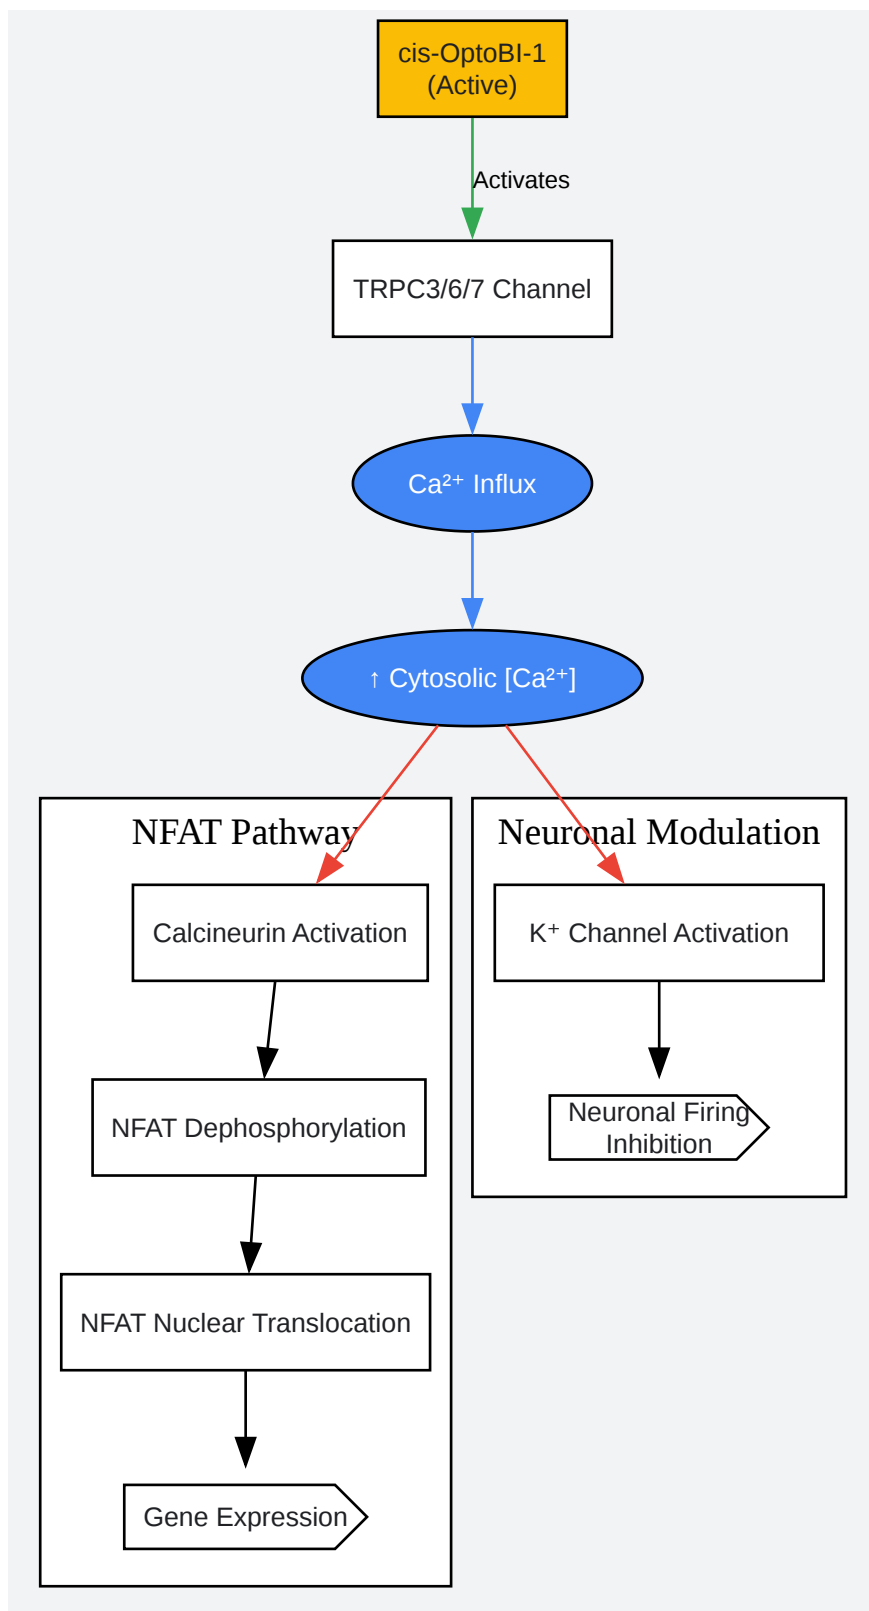 cis-OptoBI-1
(Active)
Activates
TRPC3/6/7 Channel
Ca²⁺ Influx
↑ Cytosolic [Ca²⁺]
NFAT Pathway
Calcineurin Activation
NFAT Dephosphorylation
NFAT Nuclear Translocation
Gene Expression
Neuronal Modulation
K⁺ Channel Activation
Neuronal Firing
Inhibition